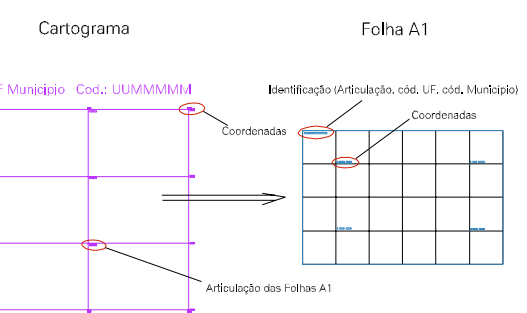 Cartograma
Folha A1
F Município Cod.: UUMMMMM
Identificação (Articulação, cód. UF, cód. Município)
Coordenadas
Coordenadas
Articulação das Folhas A1